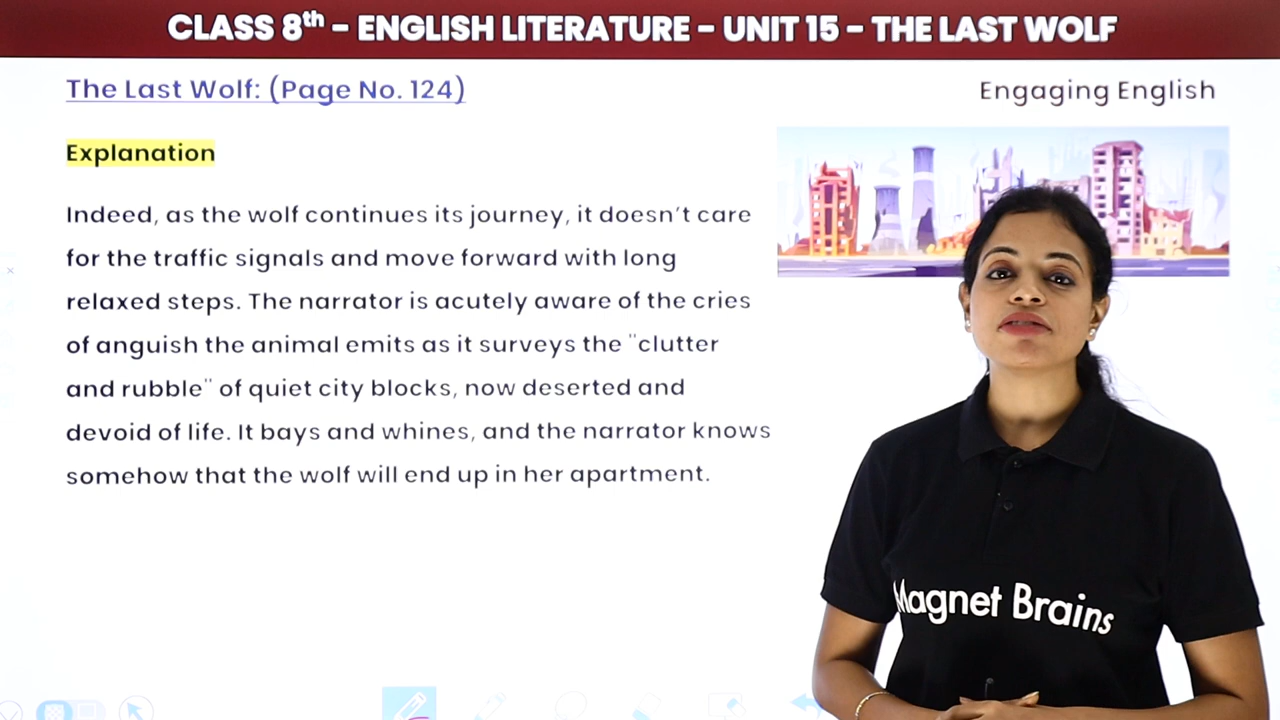 CLASS 8th – ENGLISH LITERATURE – UNIT 15 – THE LAST WOLF
The Last Wolf: (Page No. 124)
Engaging English
Explanation
Indeed, as the wolf continues its journey, it doesn't care
for the traffic signals and move forward with long
relaxed steps. The narrator is acutely aware of the cries
of anguish the animal emits as it surveys the "clutter
and rubble" of quiet city blocks, now deserted and
devoid of life. It bays and whines, and the narrator knows
somehow that the wolf will end up in her apartment.
Magnet Brains